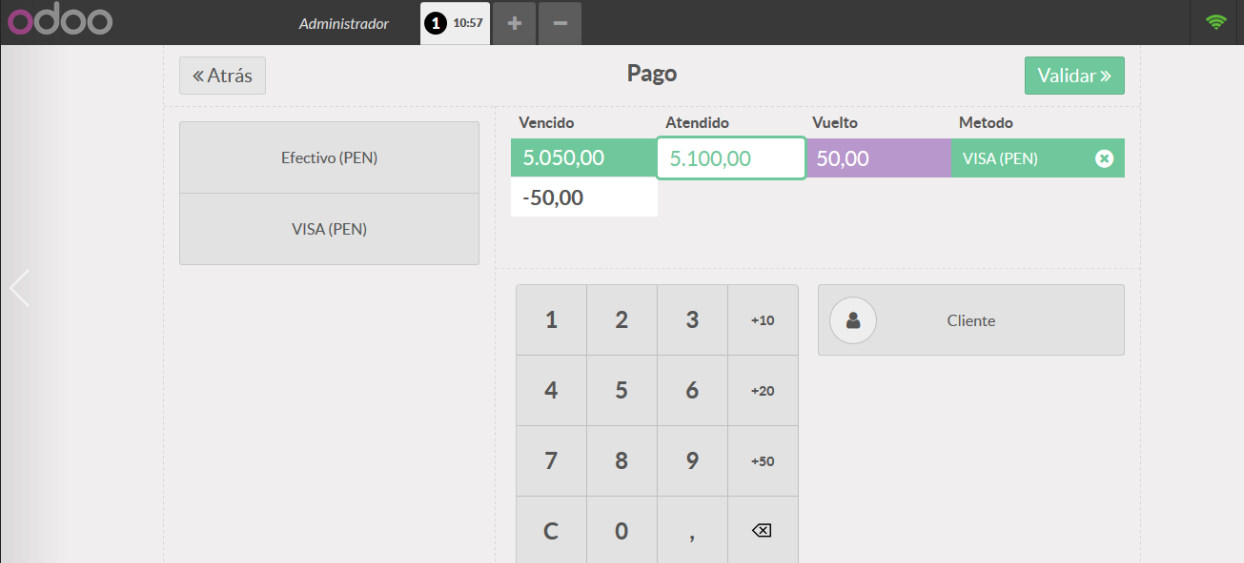 odoo
Administrador
1 10:57 + −
« Atrás
Pago
Validar »
Efectivo (PEN)
VISA (PEN)
Vencido Atendido Vuelto Metodo
5.050,00 5.100,00 50,00 VISA (PEN)
-50,00
1 2 3 +10
4 5 6 +20
7 8 9 +50
C 0 ,
Cliente